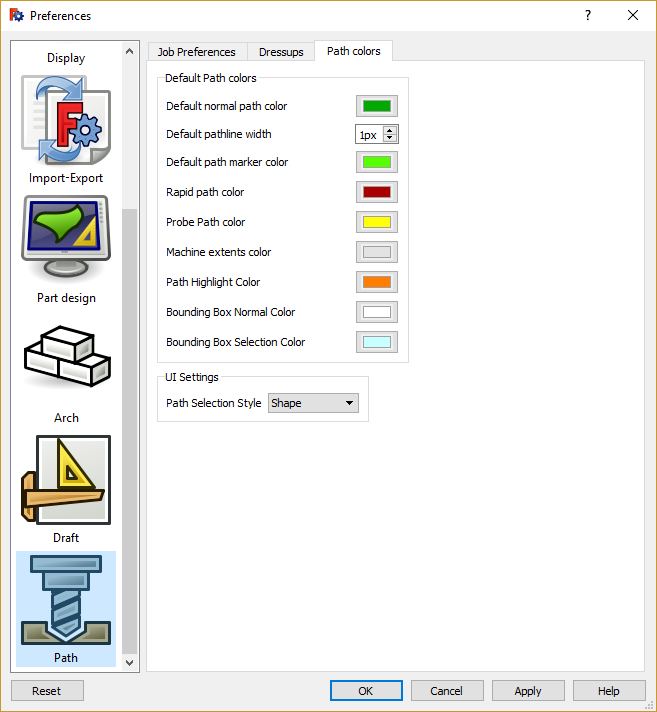 Preferences
?
Display
Import-Export
Part design
Arch
Draft
Path
Job Preferences
Dressups
Path colors
Default Path colors
Default normal path color
Default pathline width 1px
Default path marker color
Rapid path color
Probe Path color
Machine extents color
Path Highlight Color
Bounding Box Normal Color
Bounding Box Selection Color
UI Settings
Path Selection Style Shape
Reset
OK
Cancel
Apply
Help